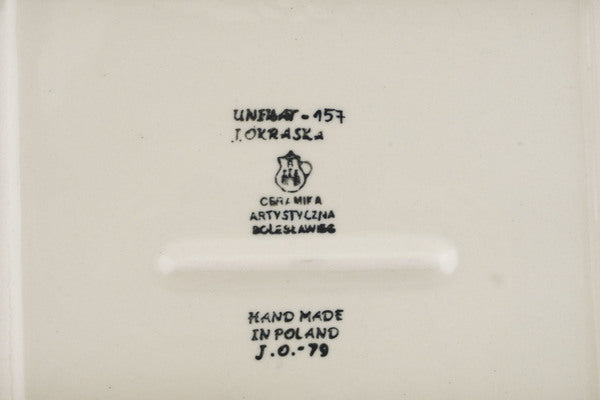 UNIKAT - 157
J. OKRASKA
CERAMIKA
ARTYSTYCZNA
BOLESŁAWIEC
HAND MADE
IN POLAND
J.O.-79